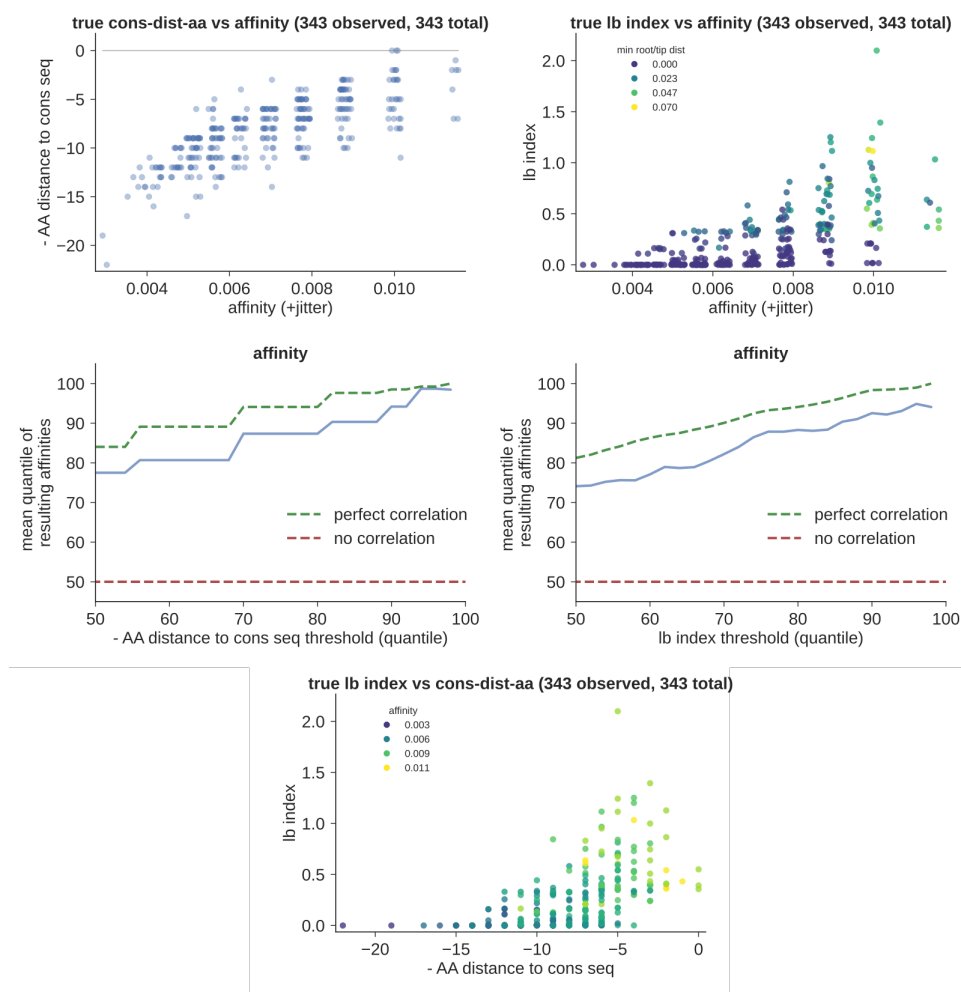 true cons-dist-aa vs affinity (343 observed, 343 total)
0
−5
−10
−15
−20
- AA distance to cons seq
0.004
0.006
0.008
0.010
affinity (+jitter)
true lb index vs affinity (343 observed, 343 total)
min root/tip dist
0.000
0.023
0.047
0.070
2.0
1.5
1.0
0.5
0.0
lb index
0.004
0.006
0.008
0.010
affinity (+jitter)
affinity
100
90
80
70
60
50
mean quantile of
resulting affinities
perfect correlation
no correlation
50
60
70
80
90
100
- AA distance to cons seq threshold (quantile)
affinity
100
90
80
70
60
50
mean quantile of
resulting affinities
perfect correlation
no correlation
50
60
70
80
90
100
lb index threshold (quantile)
true lb index vs cons-dist-aa (343 observed, 343 total)
affinity
0.003
0.006
0.009
0.011
2.0
1.5
1.0
0.5
0.0
lb index
−20
−15
−10
−5
0
- AA distance to cons seq